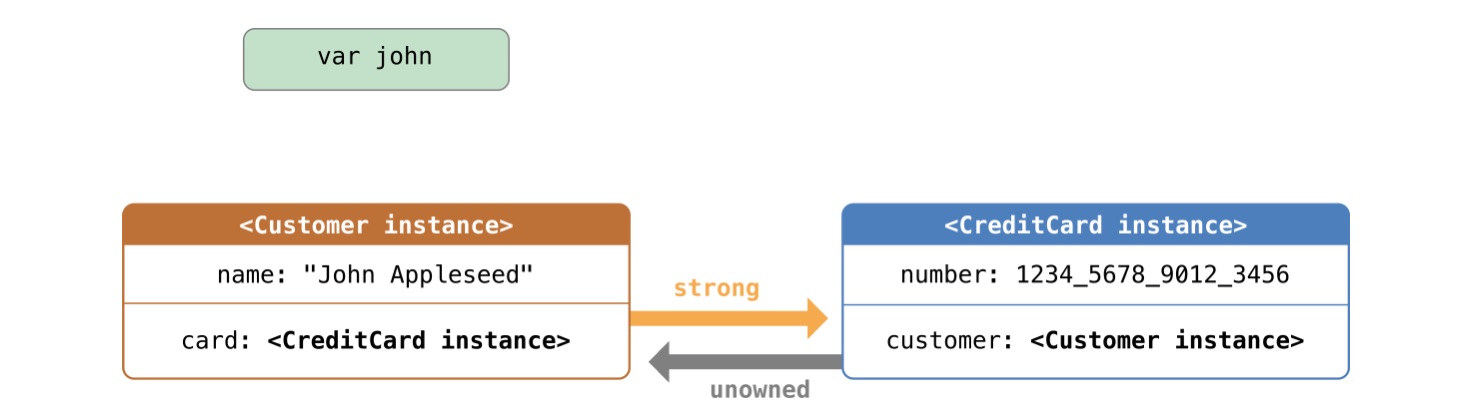 var john
<Customer instance>
name: "John Appleseed"
card: <CreditCard instance>
strong
unowned
<CreditCard instance>
number: 1234_5678_9012_3456
customer: <Customer instance>